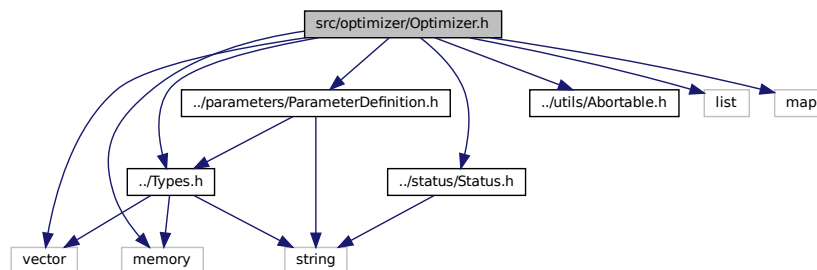 src/optimizer/Optimizer.h
../parameters/ParameterDefinition.h
../utils/Abortable.h
list
map
../Types.h
../status/Status.h
vector
memory
string